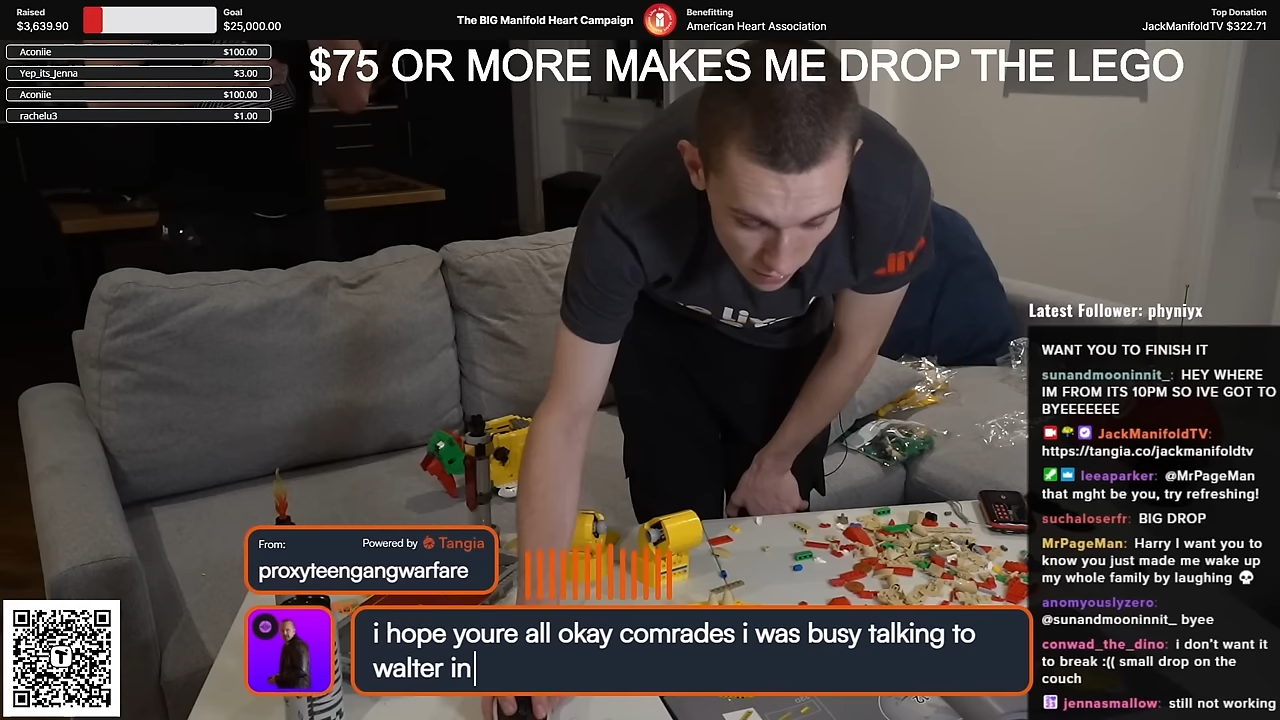 Raised
$3,639.90
Goal
$25,000.00
The BIG Manifold Heart Campaign
Benefitting
American Heart Association
Top Donation
JackManifoldTV $322.71
Aconiie $100.00
Yep_its_Jenna $3.00
Aconiie $100.00
rachelu3 $1.00
$75 OR MORE MAKES ME DROP THE LEGO
Latest Follower: phyniyx
WANT YOU TO FINISH IT
sunandmooninnit_: HEY WHERE
IM FROM ITS 10PM SO IVE GOT TO
BYEEEEEEE
JackManifoldTV:
https://tangia.co/jackmanifoldtv
leeaparker: @MrPageMan
that mght be you, try refreshing!
suchaloserfr: BIG DROP
MrPageMan: Harry I want you to
know you just made me wake up
my whole family by laughing 💀
anomyouslyzero:
@sunandmooninnit_ byee
conwad_the_dino: i don't want it
to break :(( small drop on the
couch
jennasmallow: still not working
From:
Powered by Tangia
proxyteengangwarfare
i hope youre all okay comrades i was busy talking to
walter in